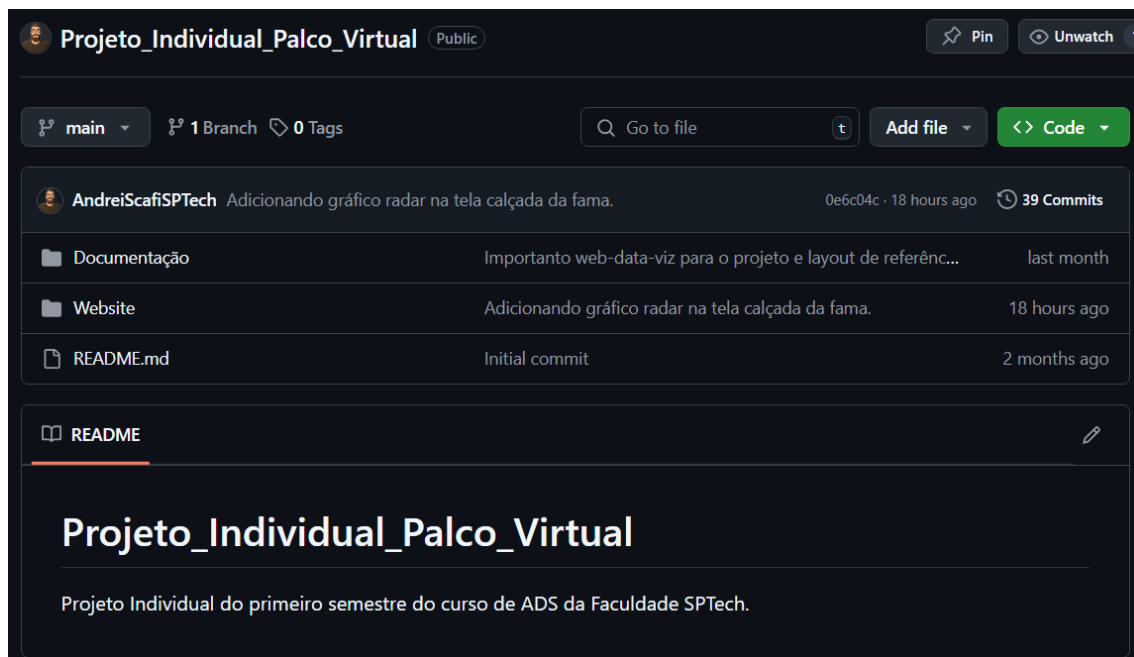 Projeto_Individual_Palco_Virtual Public Pin Unwatch
main 1 Branch 0 Tags Go to file t Add file Code
AndreiScafiSPTech Adicionando gráfico radar na tela calçada da fama. 0e6c04c · 18 hours ago 39 Commits
Documentação Importanto web-data-viz para o projeto e layout de referênc... last month
Website Adicionando gráfico radar na tela calçada da fama. 18 hours ago
README.md Initial commit 2 months ago
README
Projeto_Individual_Palco_Virtual
Projeto Individual do primeiro semestre do curso de ADS da Faculdade SPTech.